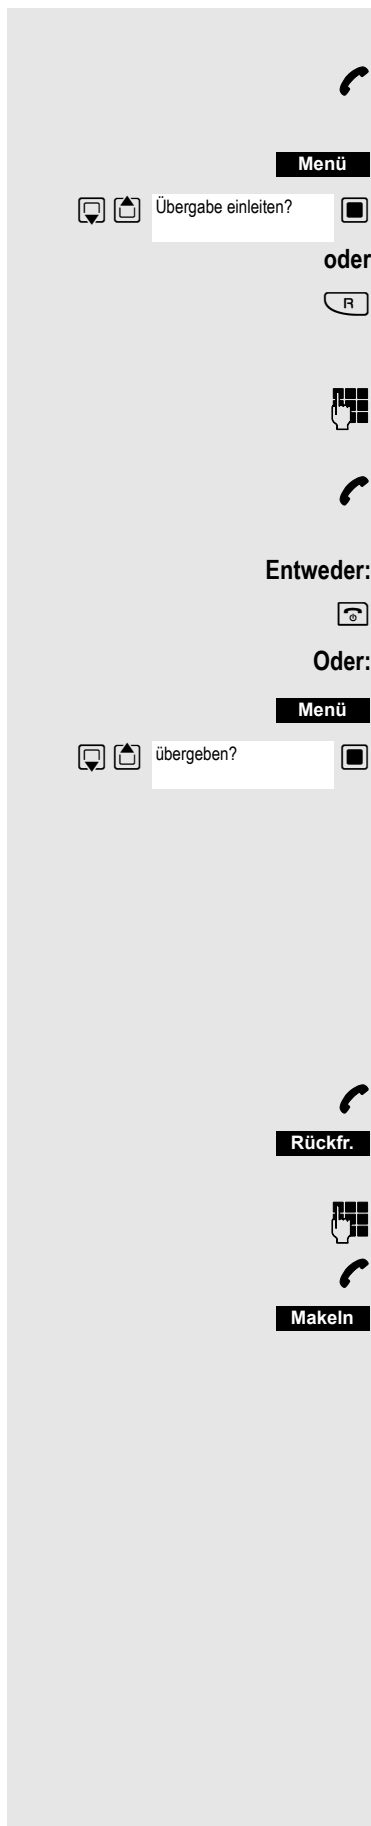 Menü
Übergabe einleiten?
oder
R
Entweder:
Oder:
Menü
übergeben?
Rückfr.
Makeln